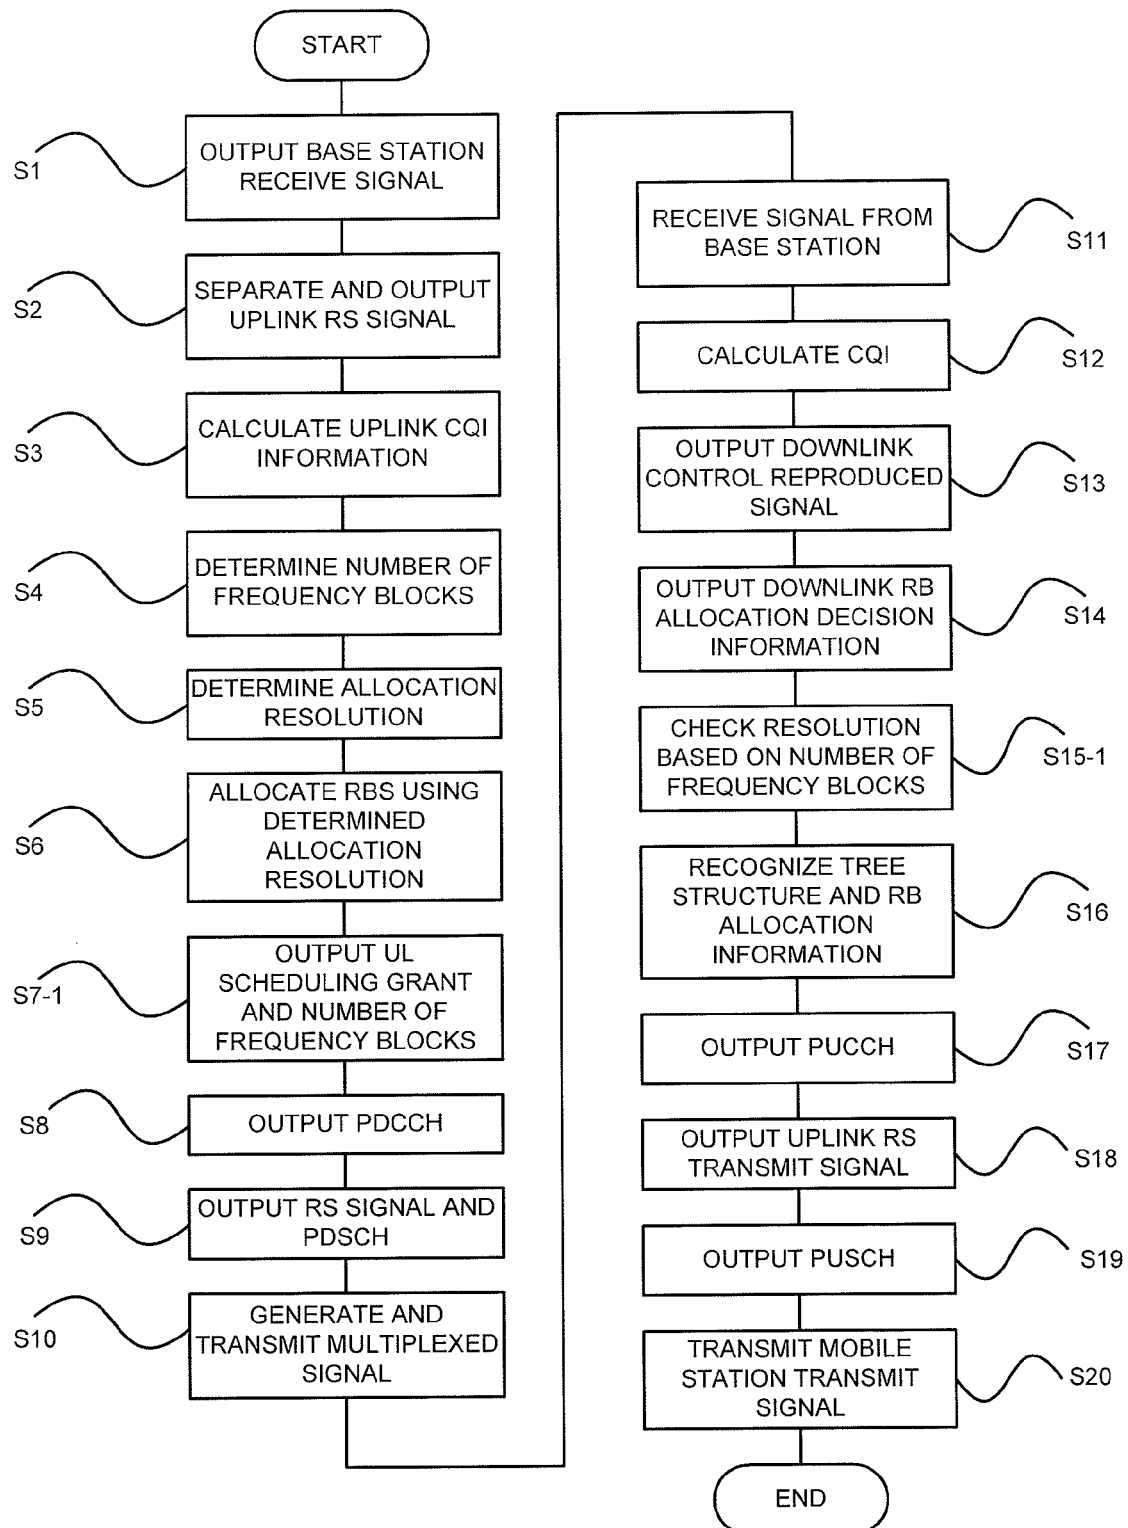 START
S1
OUTPUT BASE STATION
RECEIVE SIGNAL
S2
SEPARATE AND OUTPUT
UPLINK RS SIGNAL
S3
CALCULATE UPLINK CQI
INFORMATION
S4
DETERMINE NUMBER OF
FREQUENCY BLOCKS
S5
DETERMINE ALLOCATION
RESOLUTION
S6
ALLOCATE RBS USING
DETERMINED
ALLOCATION
RESOLUTION
S7-1
OUTPUT UL
SCHEDULING GRANT
AND NUMBER OF
FREQUENCY BLOCKS
S8
OUTPUT PDCCH
S9
OUTPUT RS SIGNAL AND
PDSCH
S10
GENERATE AND
TRANSMIT MULTIPLEXED
SIGNAL
RECEIVE SIGNAL FROM
BASE STATION
S11
CALCULATE CQI
S12
OUTPUT DOWNLINK
CONTROL REPRODUCED
SIGNAL
S13
OUTPUT DOWNLINK RB
ALLOCATION DECISION
INFORMATION
S14
CHECK RESOLUTION
BASED ON NUMBER OF
FREQUENCY BLOCKS
S15-1
RECOGNIZE TREE
STRUCTURE AND RB
ALLOCATION
INFORMATION
S16
OUTPUT PUCCH
S17
OUTPUT UPLINK RS
TRANSMIT SIGNAL
S18
OUTPUT PUSCH
S19
TRANSMIT MOBILE
STATION TRANSMIT
SIGNAL
S20
END